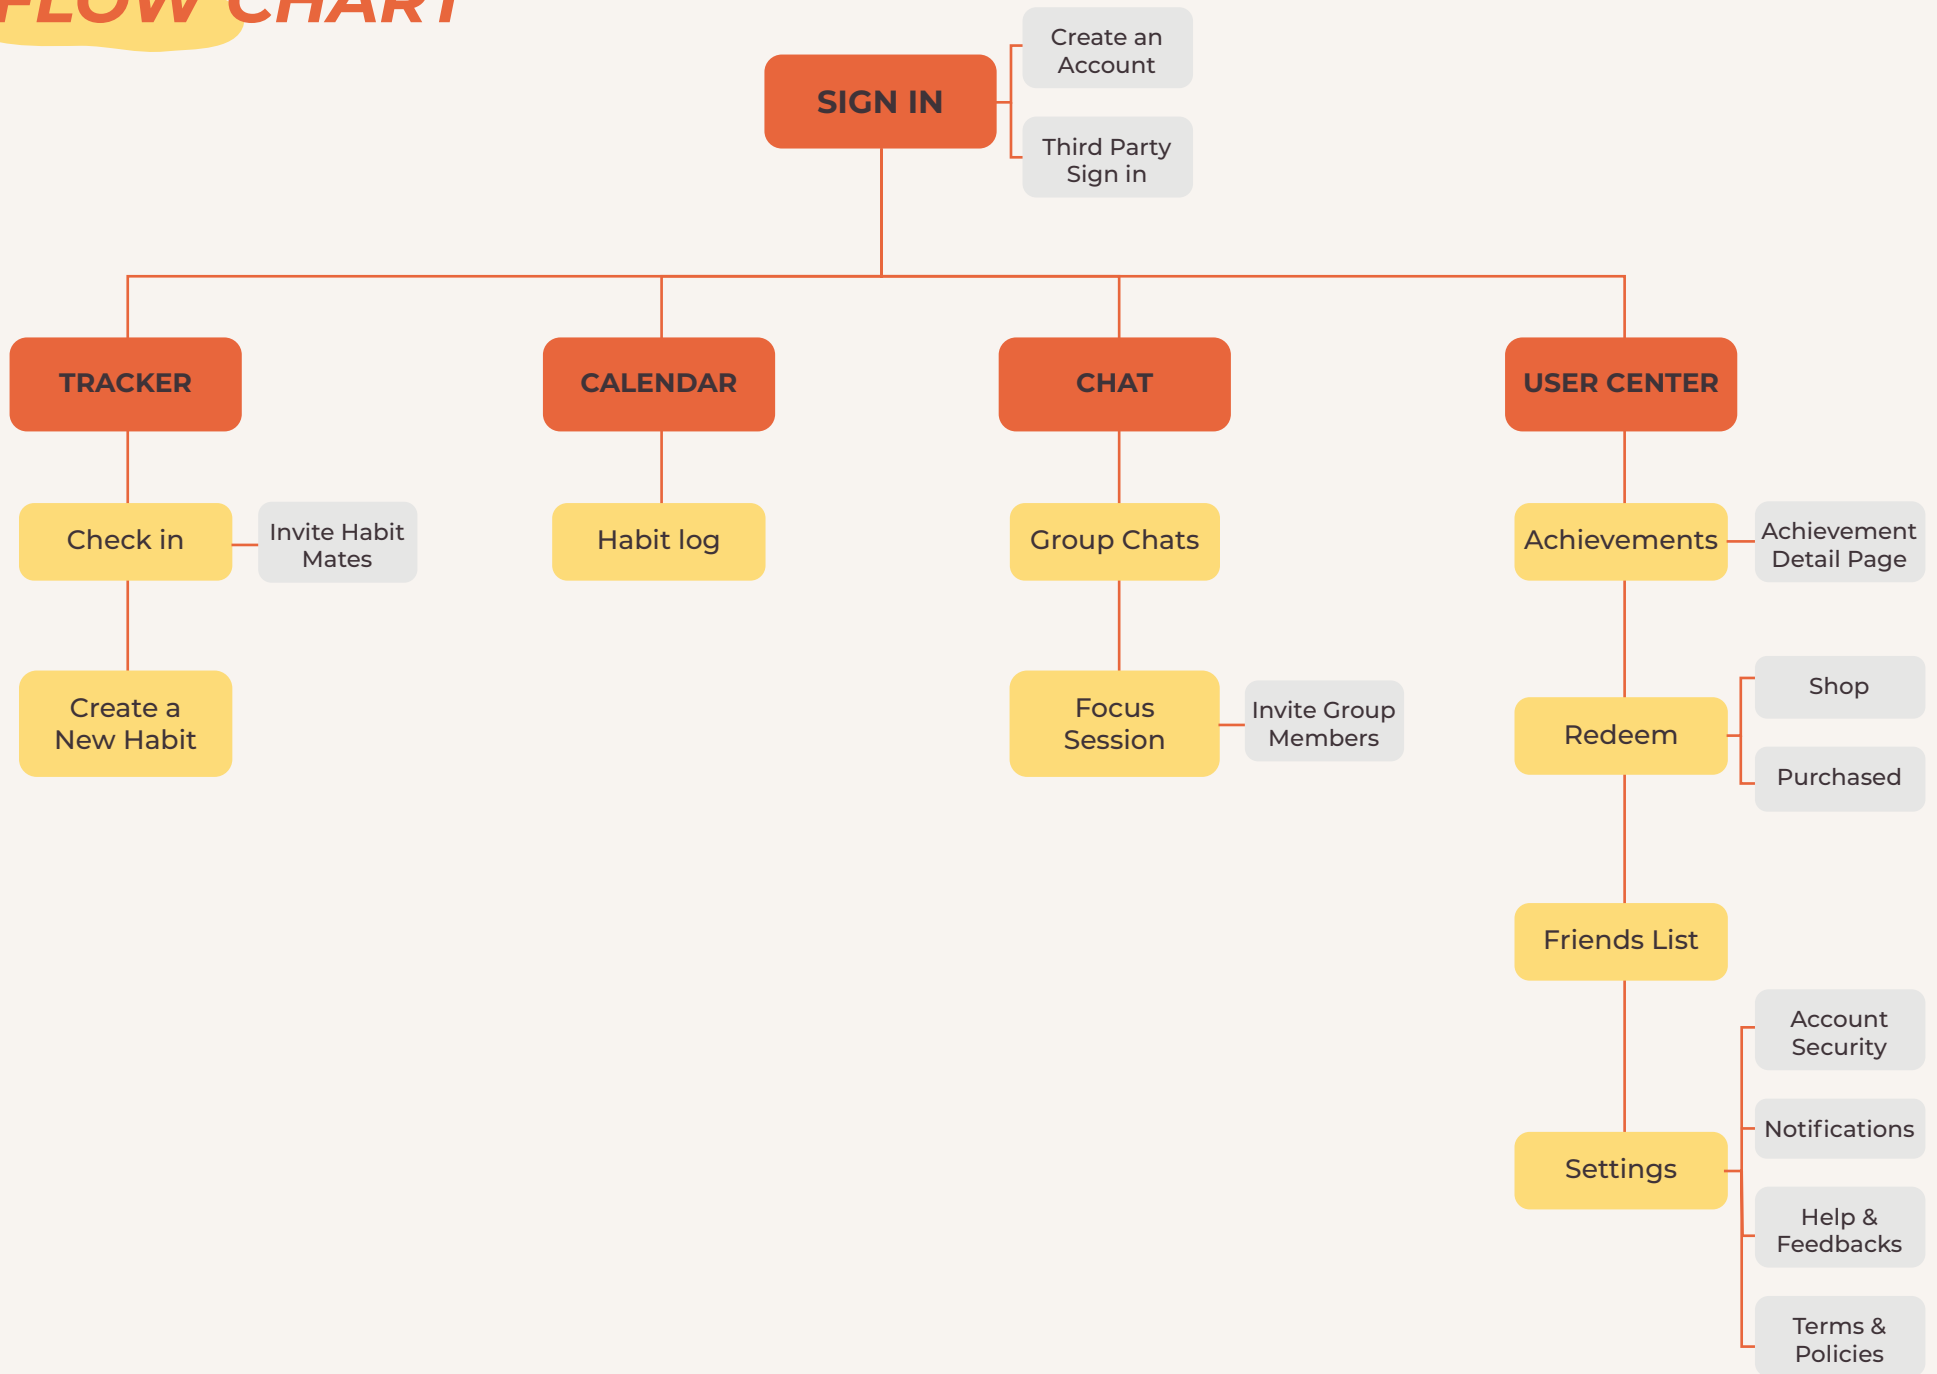 FLOW CHART
Create an
Account
SIGN IN
Third Party
Sign in
TRACKER
CALENDAR
CHAT
USER CENTER
Check in
Invite Habit
Mates
Habit log
Group Chats
Achievements
Achievement
Detail Page
Create a
New Habit
Focus
Session
Invite Group
Members
Shop
Redeem
Purchased
Friends List
Account
Security
Notifications
Settings
Help &
Feedbacks
Terms &
Policies